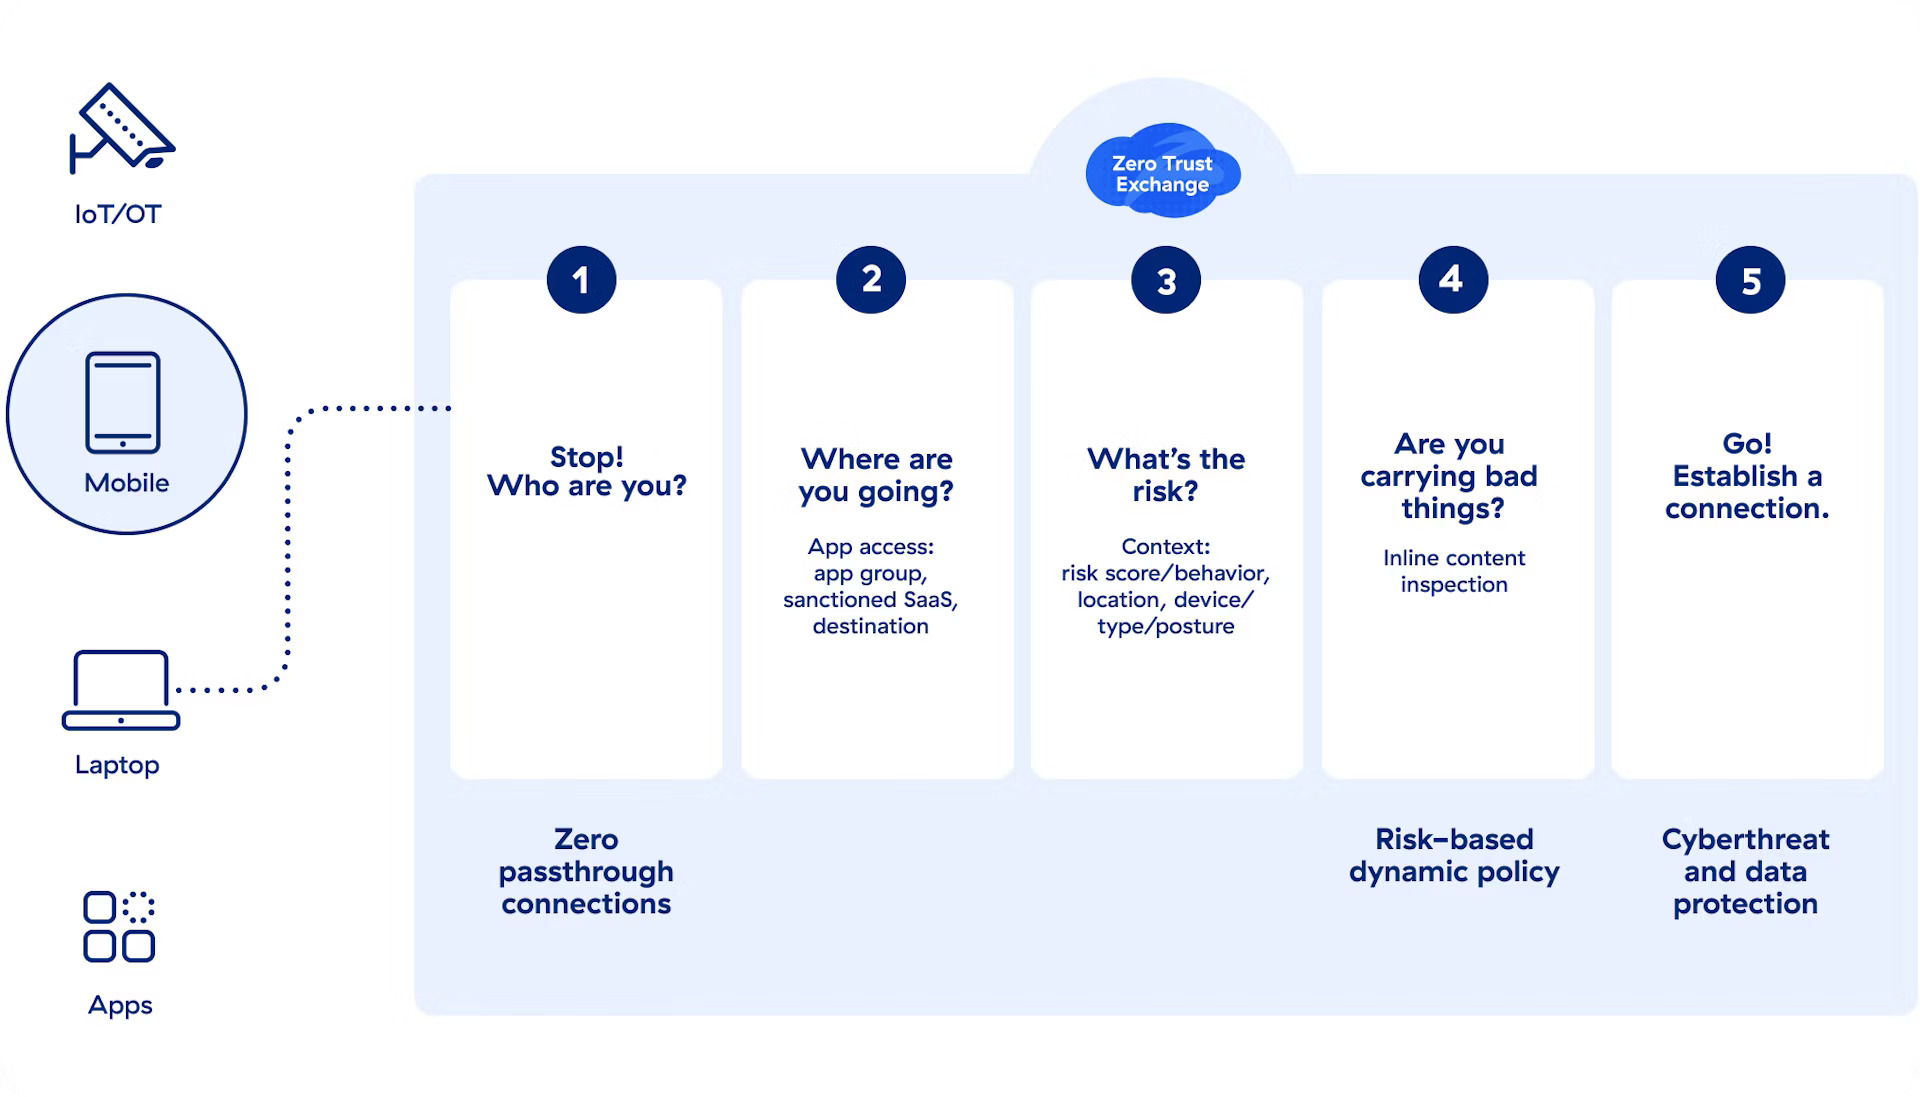 IoT/OT
Mobile
Laptop
Apps
Zero Trust
Exchange
1
Stop!
Who are you?
2
Where are
you going?
App access:
app group,
sanctioned SaaS,
destination
3
What's the
risk?
Context:
risk score/behavior,
location, device/
type/posture
4
Are you
carrying bad
things?
Inline content
inspection
5
Go!
Establish a
connection.
Zero
passthrough
connections
Risk-based
dynamic policy
Cyberthreat
and data
protection